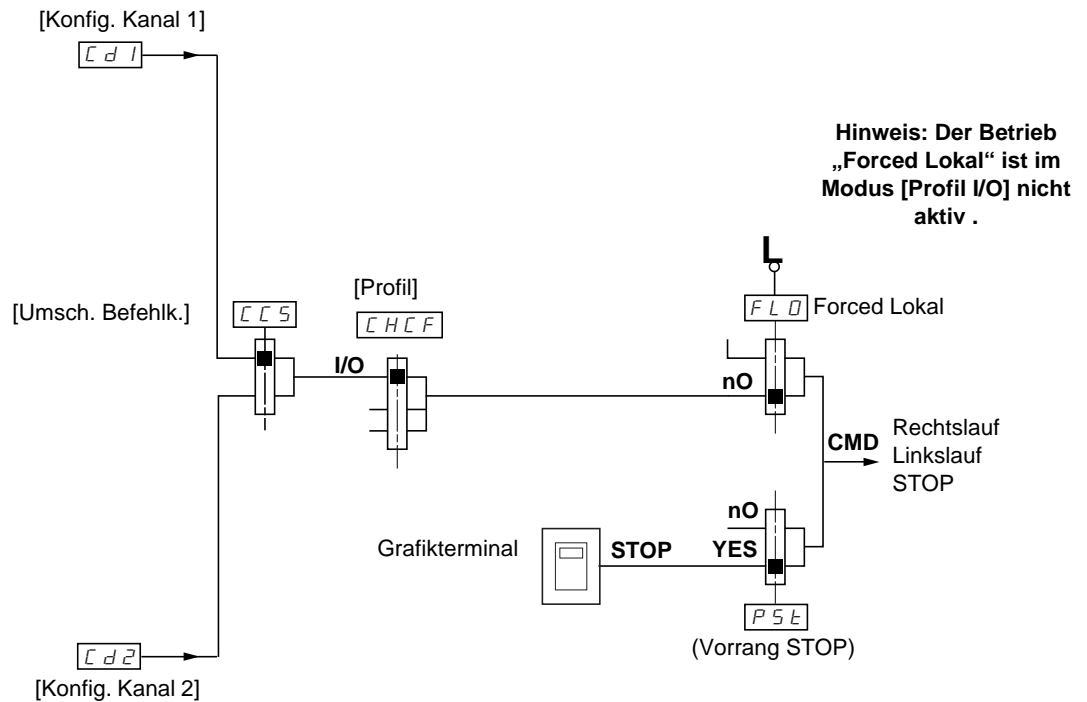 [Konfig. Kanal 1]
Cd1
Hinweis: Der Betrieb
„Forced Lokal“ ist im
Modus [Profil I/O] nicht
aktiv .
L
[Profil]
[Umsch. Befehlk.]
CCS
CHCF
FLO Forced Lokal
I/O
nO
Rechtslauf
CMD Linkslauf
STOP
nO
Grafikterminal
STOP
YES
PSt
(Vorrang STOP)
Cd2
[Konfig. Kanal 2]